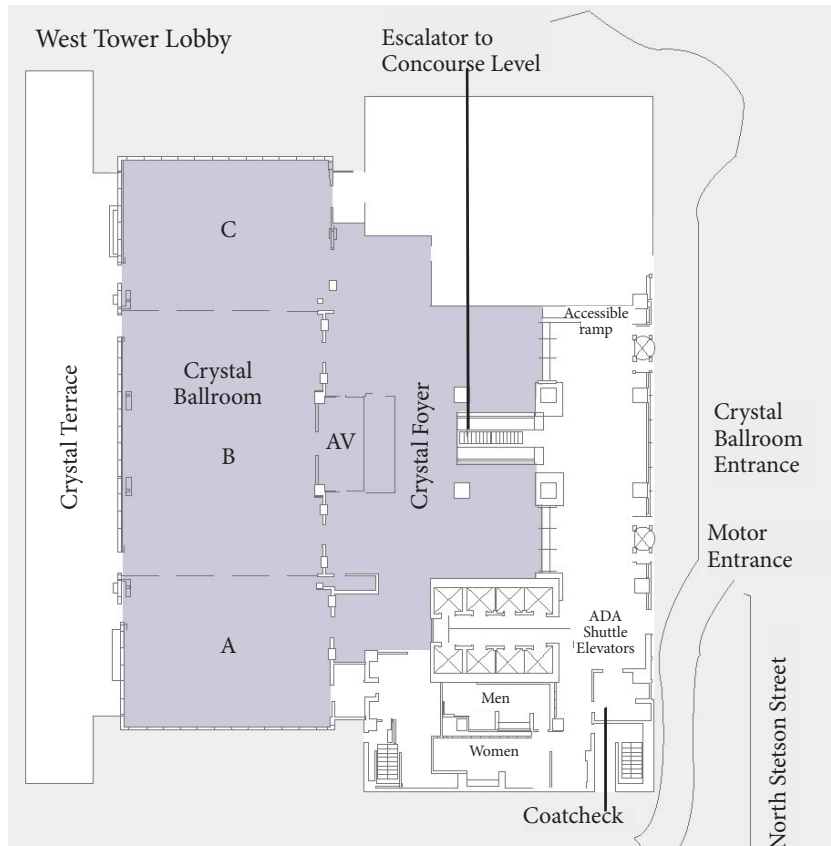 West Tower Lobby
Escalator to
Concourse Level
C
Accessible
ramp
Crystal
Ballroom
Crystal Terrace
Crystal Foyer
AV
B
Crystal
Ballroom
Entrance
Motor
Entrance
A
ADA
Shuttle
Elevators
Men
Women
Coatcheck
North Stetson Street